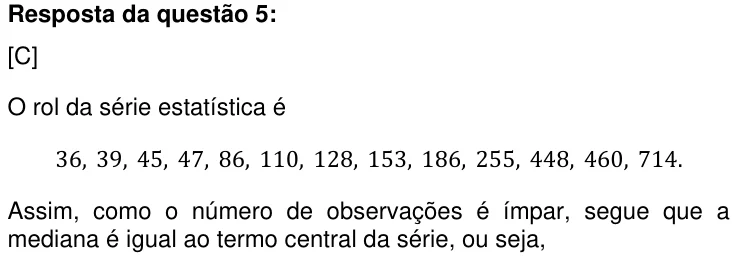 Resposta da questão 5:
[C]
O rol da série estatística é
36, 39, 45, 47, 86, 110, 128, 153, 186, 255, 448, 460, 714.
Assim, como o número de observações é ímpar, segue que a
mediana é igual ao termo central da série, ou seja,